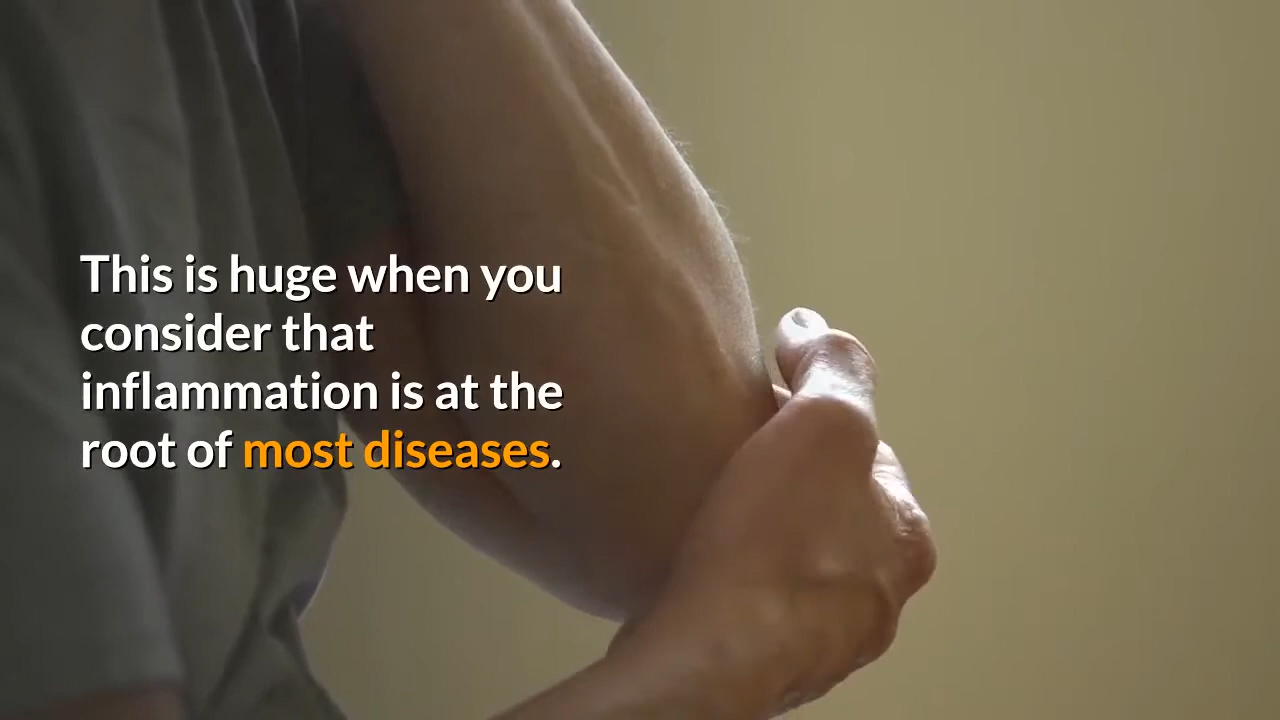 This is huge when you
consider that
inflammation is at the
root of most diseases.